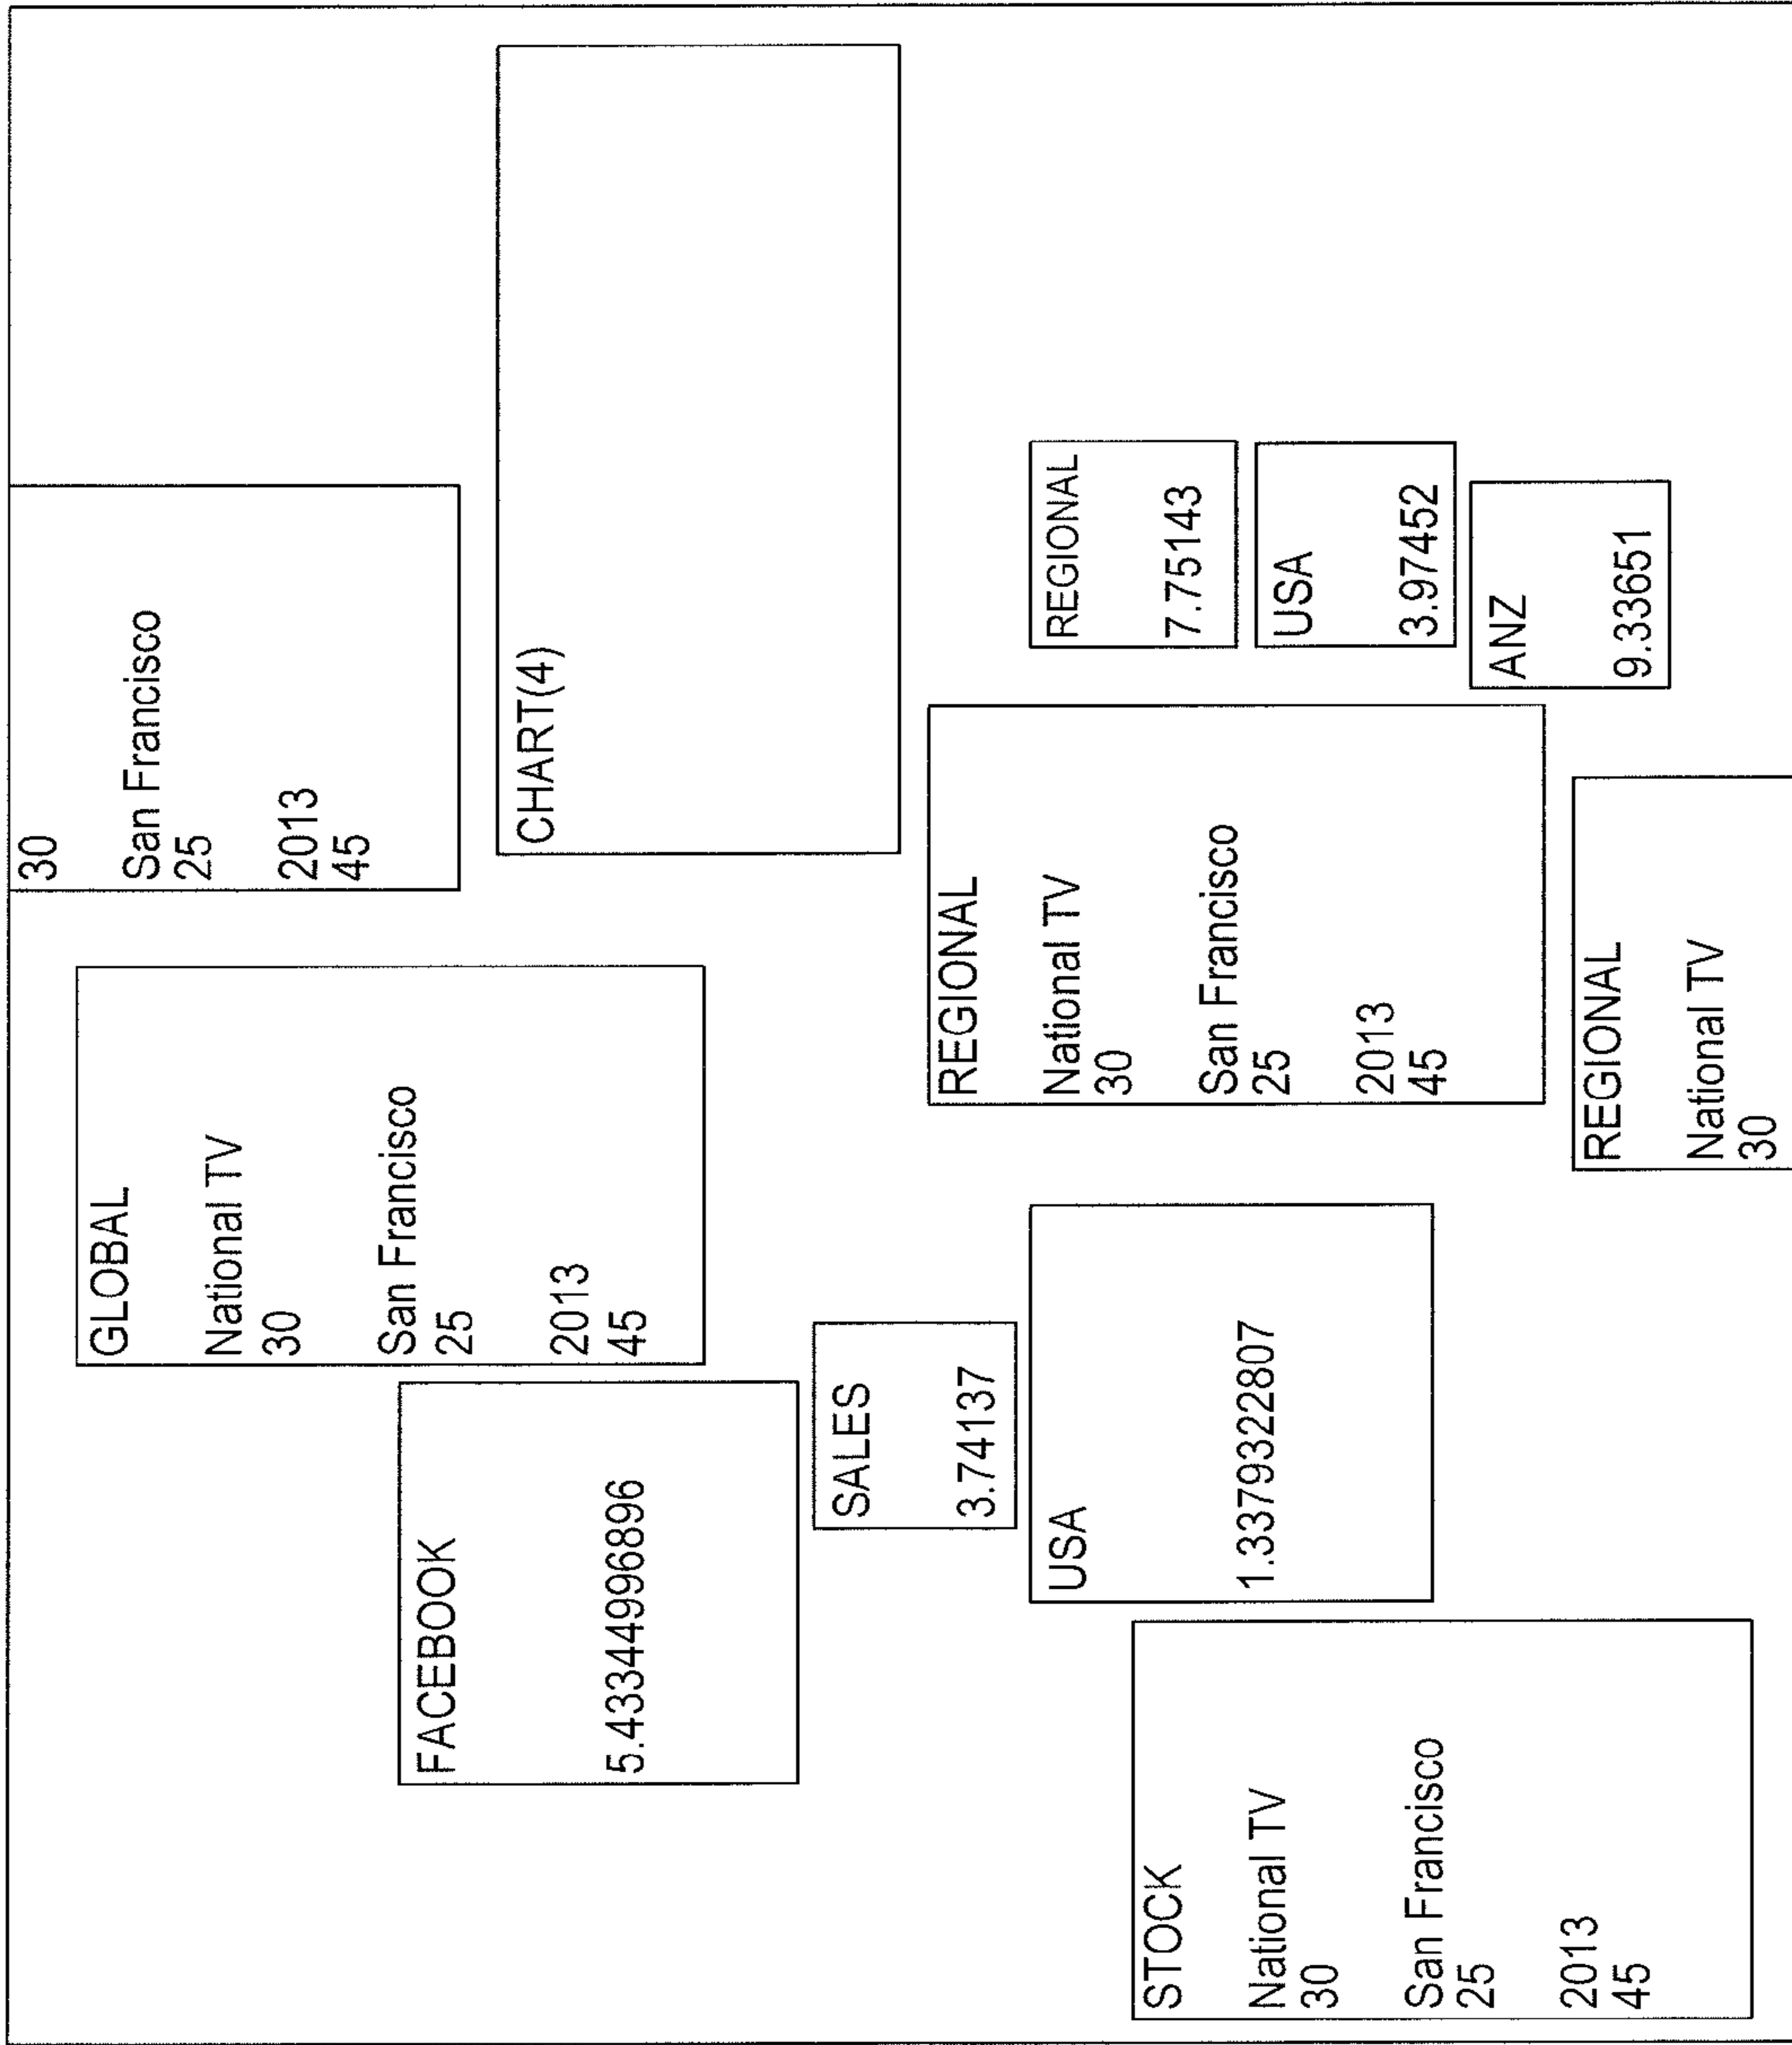 30
San Francisco
25
2013
45
GLOBAL
National TV
30
San Francisco
25
2013
45
FACEBOOK
5.4334496896
CHART(4)
SALES
3.74137
REGIONAL
National TV
30
San Francisco
25
2013
45
REGIONAL
7.75143
USA
1.3379322807
USA
3.97452
STOCK
National TV
30
San Francisco
25
2013
45
ANZ
9.33651
REGIONAL
National TV
30